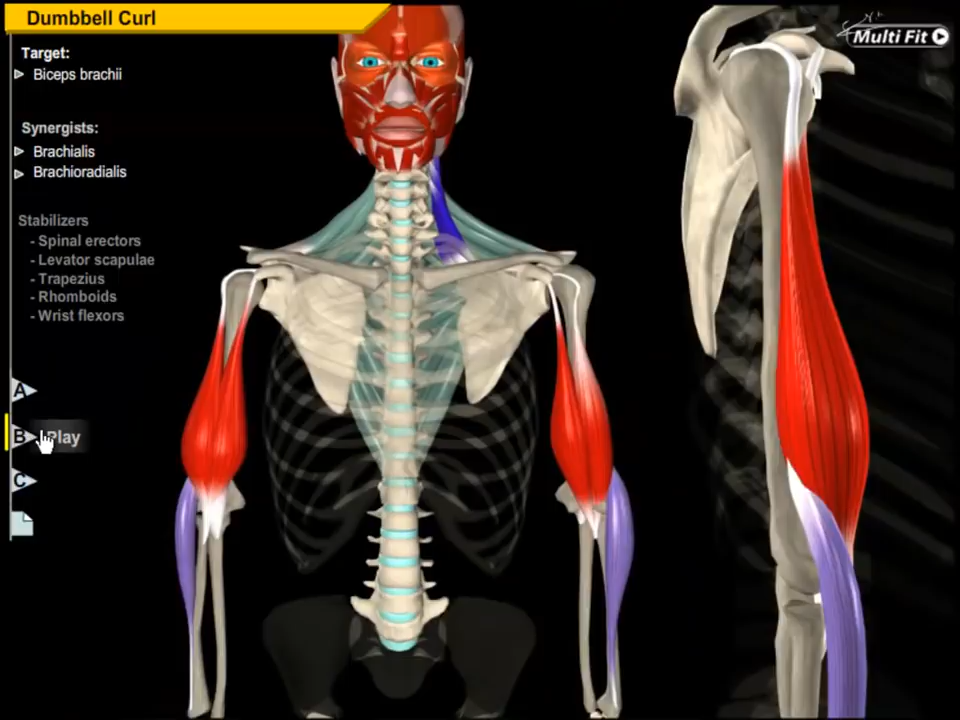 Dumbbell Curl
Multi Fit
Target:
Biceps brachii
Synergists:
Brachialis
Brachioradialis
Stabilizers
- Spinal erectors
- Levator scapulae
- Trapezius
- Rhomboids
- Wrist flexors
A
B Play
C